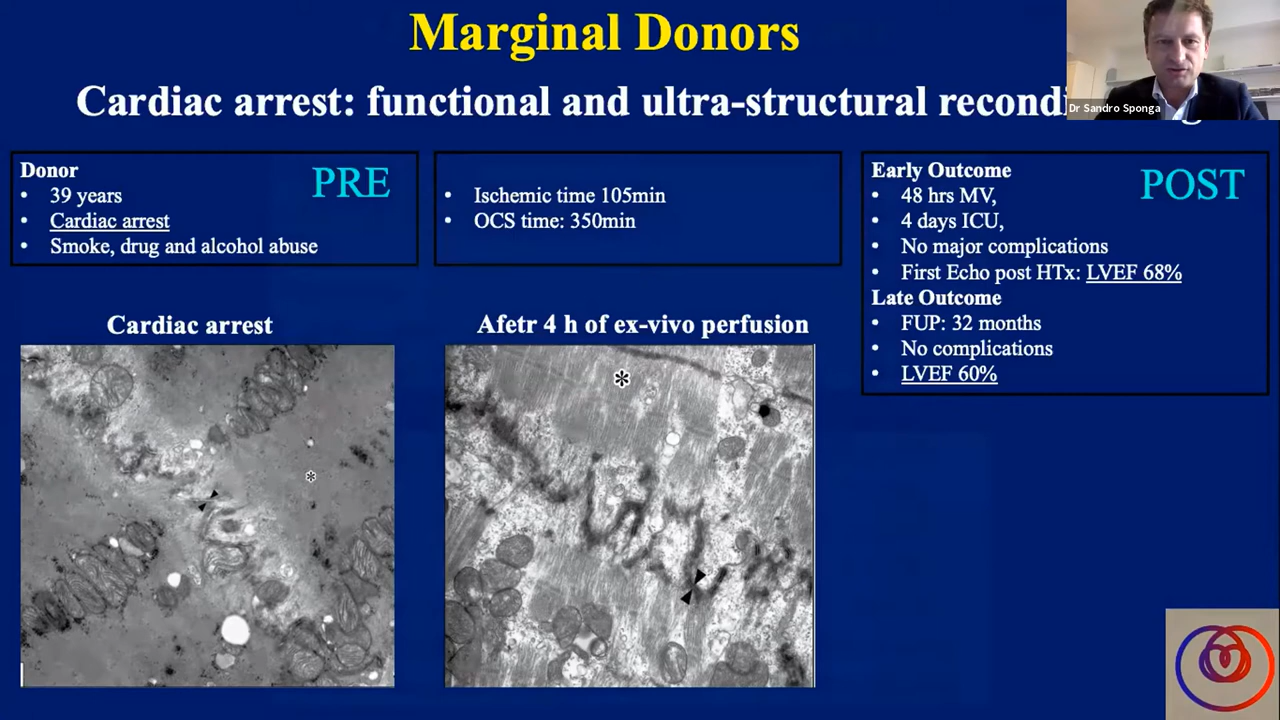 Marginal Donors
Cardiac arrest: functional and ultra-structural
Dr Sandro Sponga
Donor
PRE
• 39 years
• Cardiac arrest
• Smoke, drug and alcohol abuse
• Ischemic time 105min
• OCS time: 350min
Early Outcome
POST
• 48 hrs MV,
• 4 days ICU,
• No major complications
• First Echo post HTx: LVEF 68%
Late Outcome
• FUP: 32 months
• No complications
• LVEF 60%
Cardiac arrest
Afetr 4 h of ex-vivo perfusion
*
*